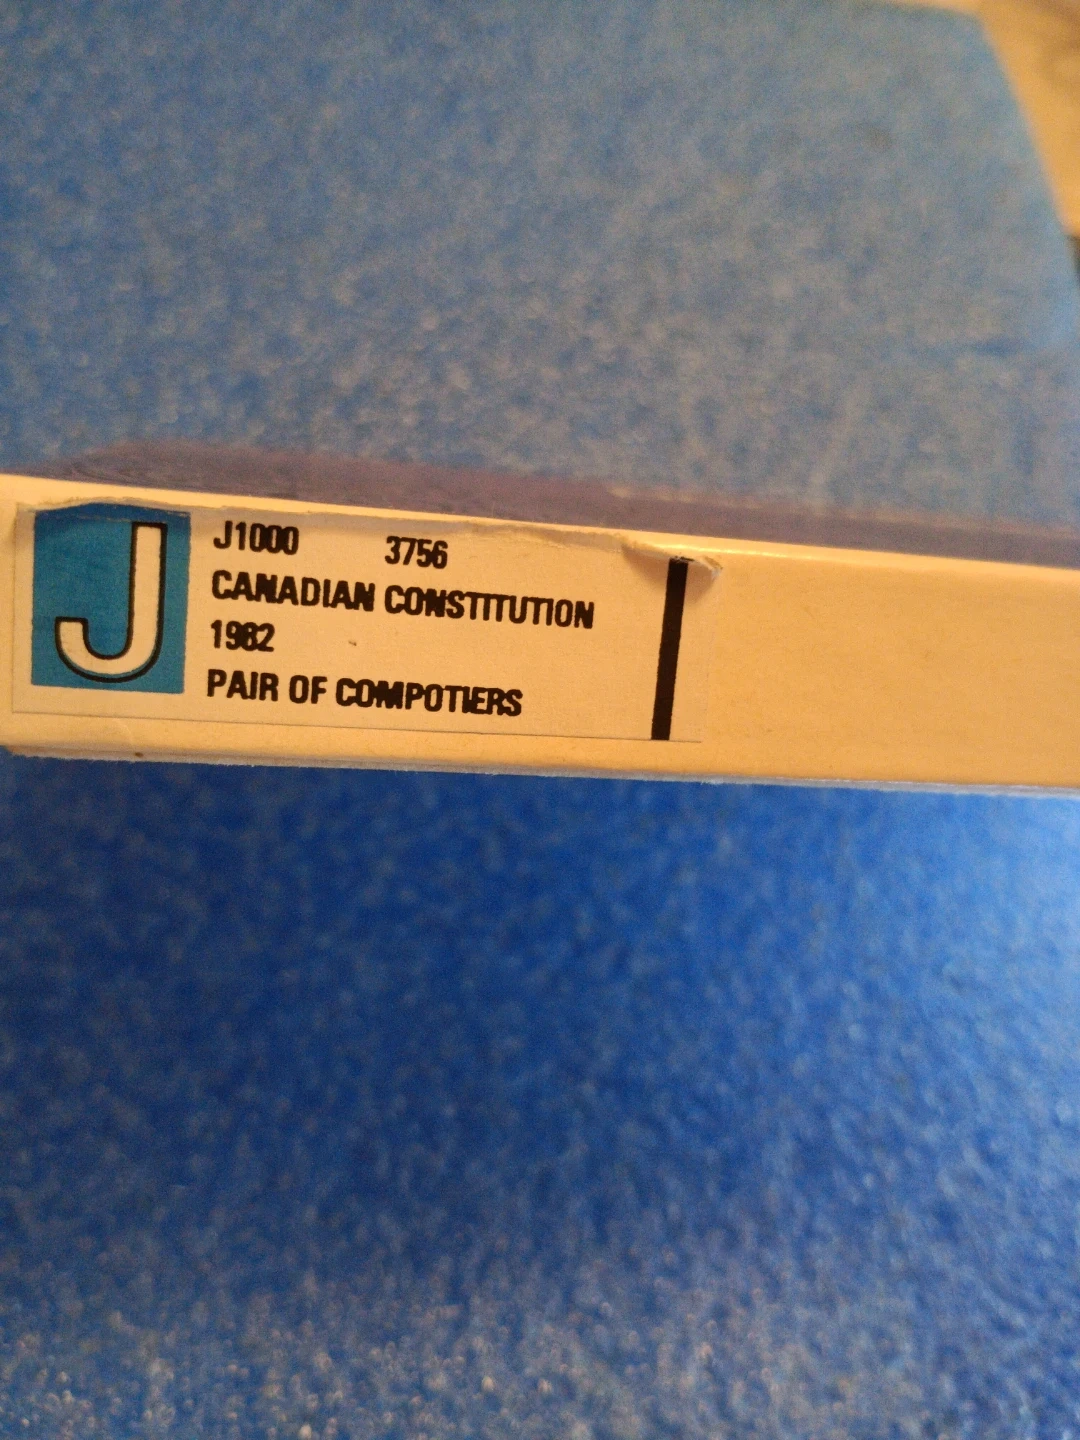 J
J1000 3756
CANADIAN CONSTITUTION
1982
PAIR OF COMPOTIERS